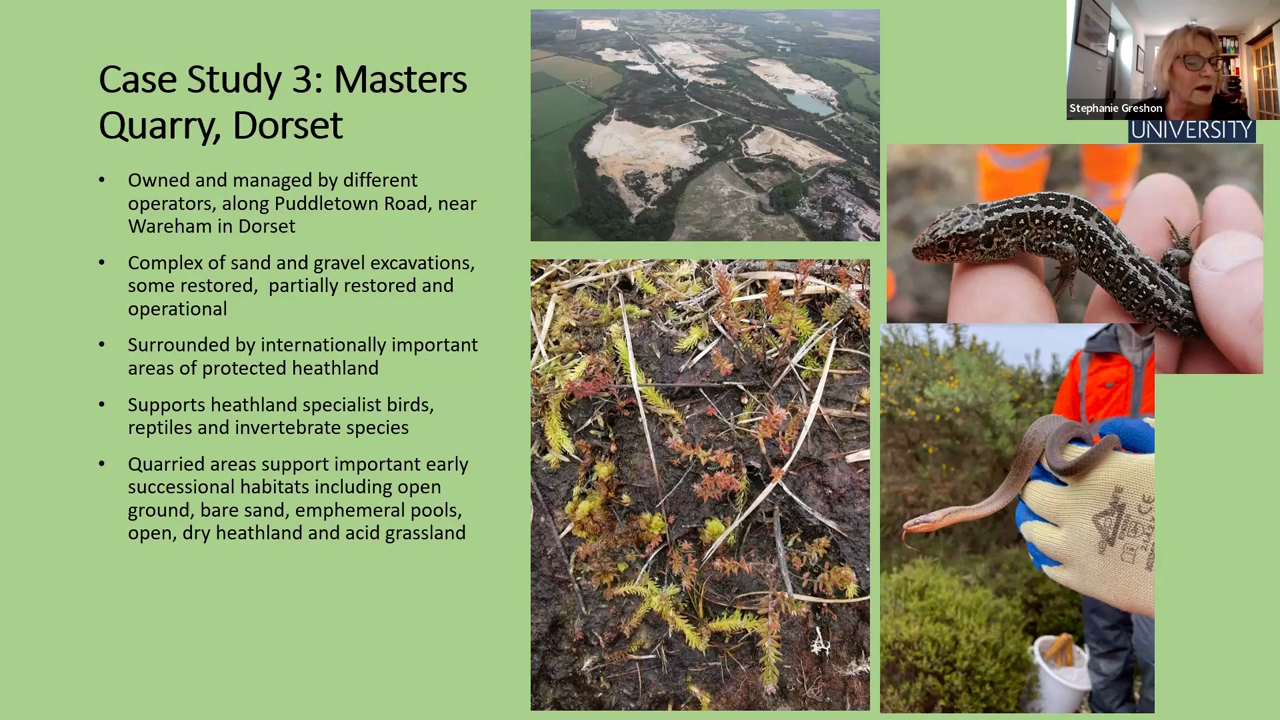 Case Study 3: Masters
Quarry, Dorset
• Owned and managed by different
operators, along Puddletown Road, near
Wareham in Dorset
• Complex of sand and gravel excavations,
some restored,  partially restored and
operational
• Surrounded by internationally important
areas of protected heathland
• Supports heathland specialist birds,
reptiles and invertebrate species
• Quarried areas support important early
successional habitats including open
ground, bare sand, emphemeral pools,
open, dry heathland and acid grassland
Stephanie Greshon
UNIVERSITY